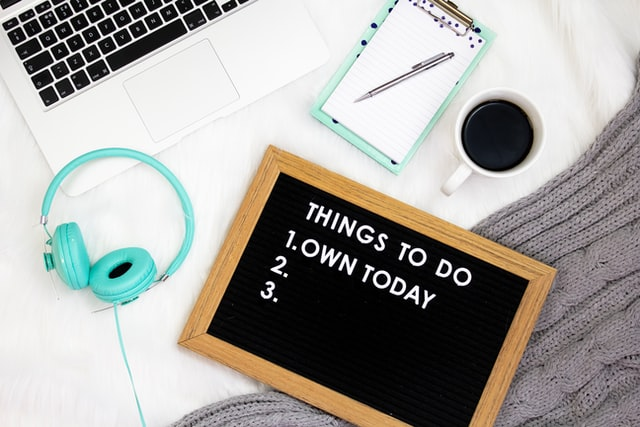 THINGS TO DO
1. OWN TODAY
2.
3.